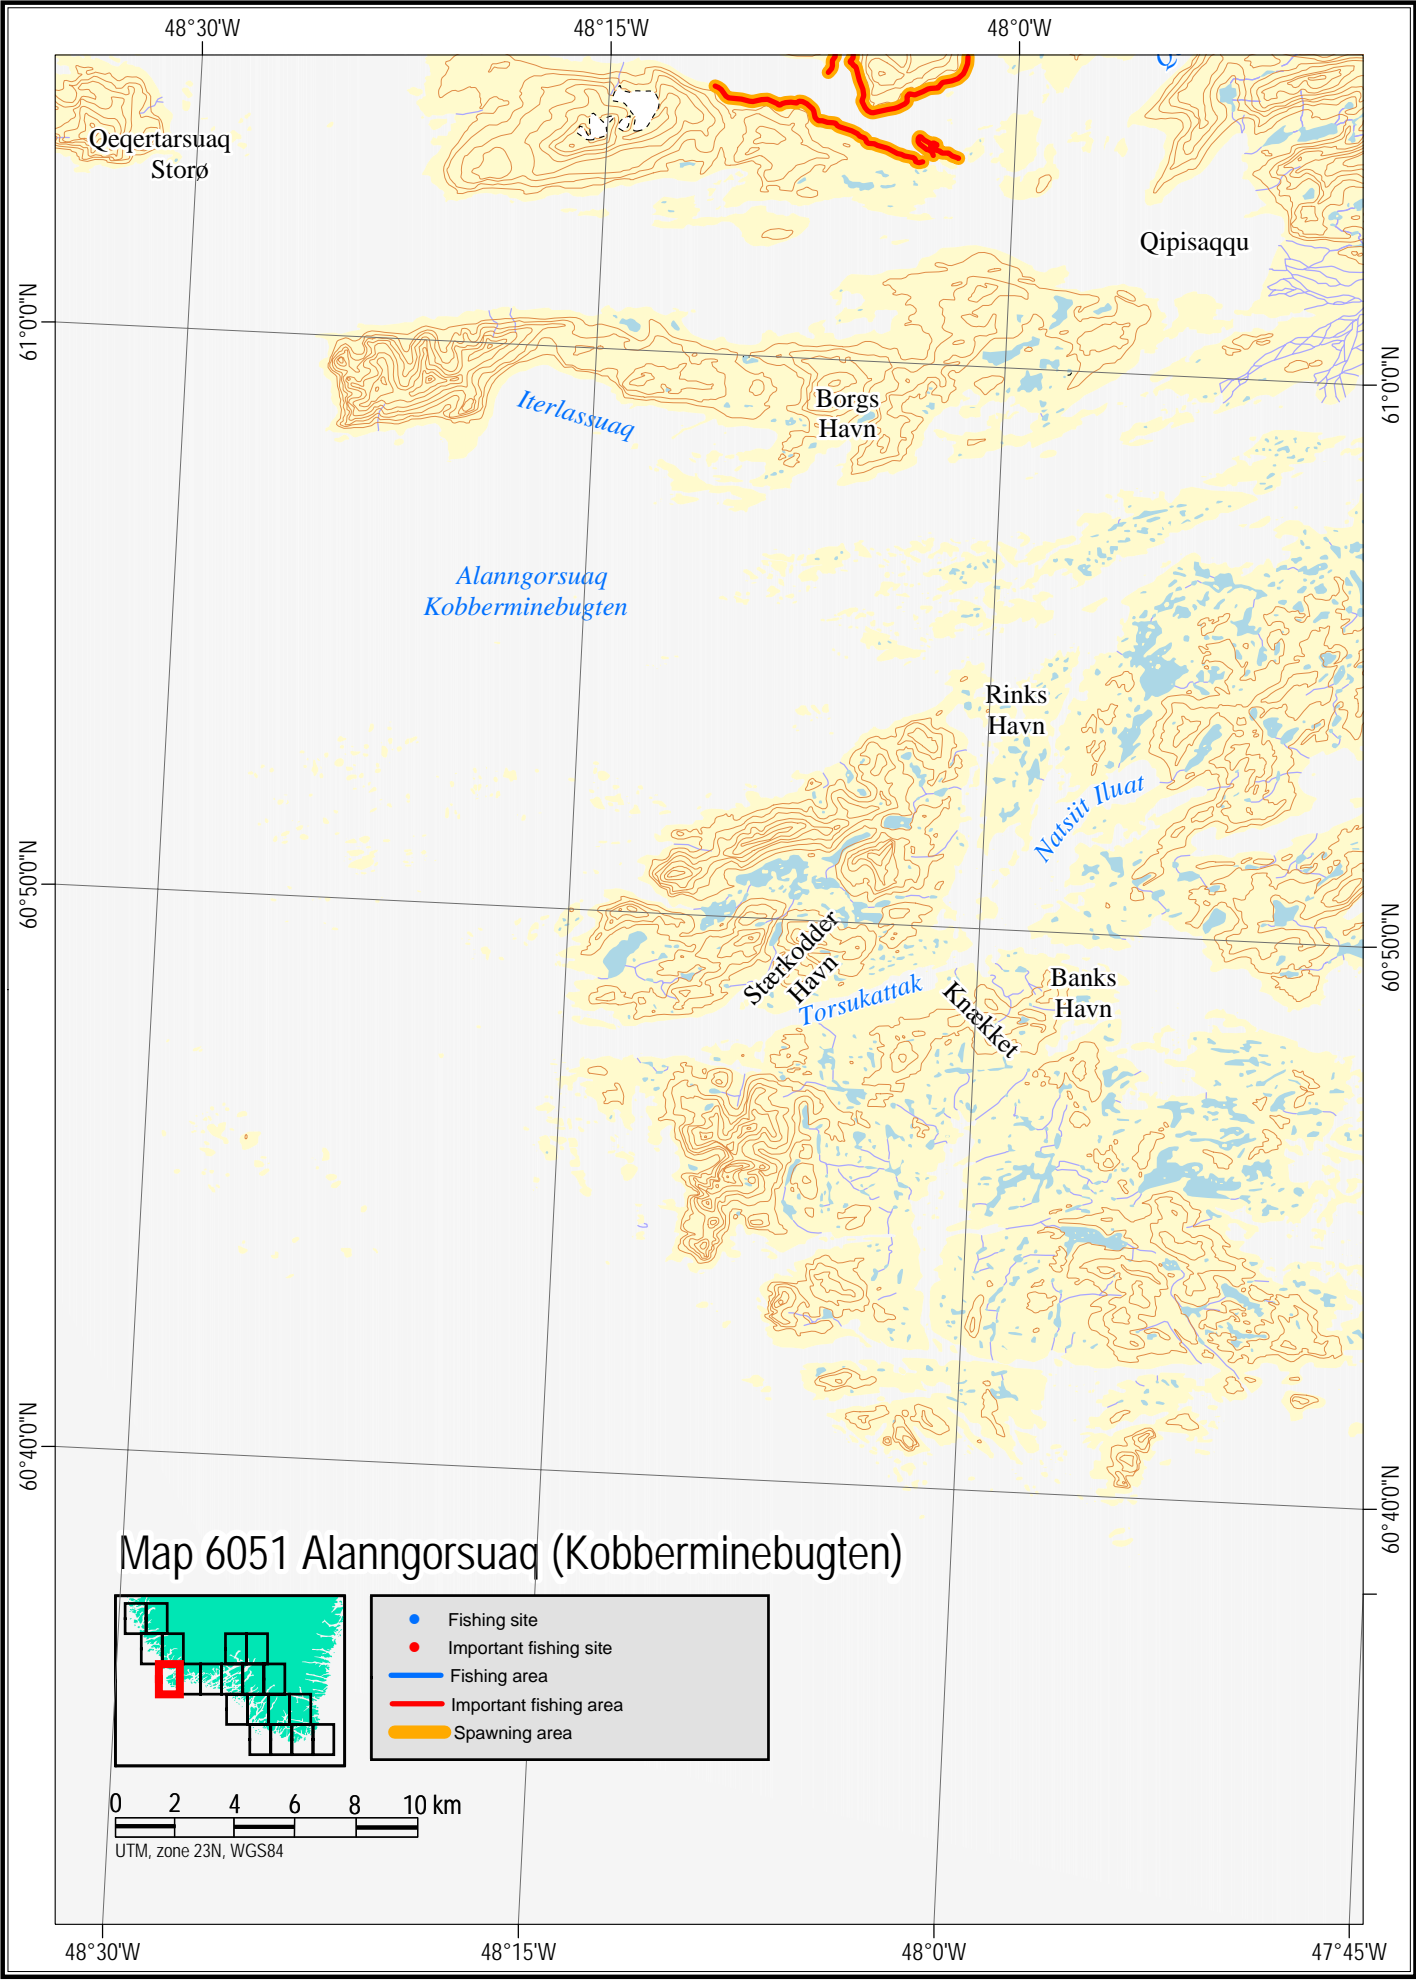 48°30'W
48°15'W
48°0'W
Q
Qeqertarsuaq
Storø
Qipisaqqu
61°0'0"N
61°0'0"N
Iterlassuaq
Borgs
Havn
Alanngorsuaq
Kobberminebugten
Rinks
Havn
Natsiit Iluat
60°50'0"N
60°50'0"N
Stærkodder
Havn
Torsukattak
Knækket
Banks
Havn
60°40'0"N
60°40'0"N
Map 6051 Alanngorsuaq (Kobberminebugten)
Fishing site
Important fishing site
Fishing area
Important fishing area
Spawning area
0 2 4 6 8 10 km
UTM, zone 23N, WGS84
48°30'W
48°15'W
48°0'W
47°45'W